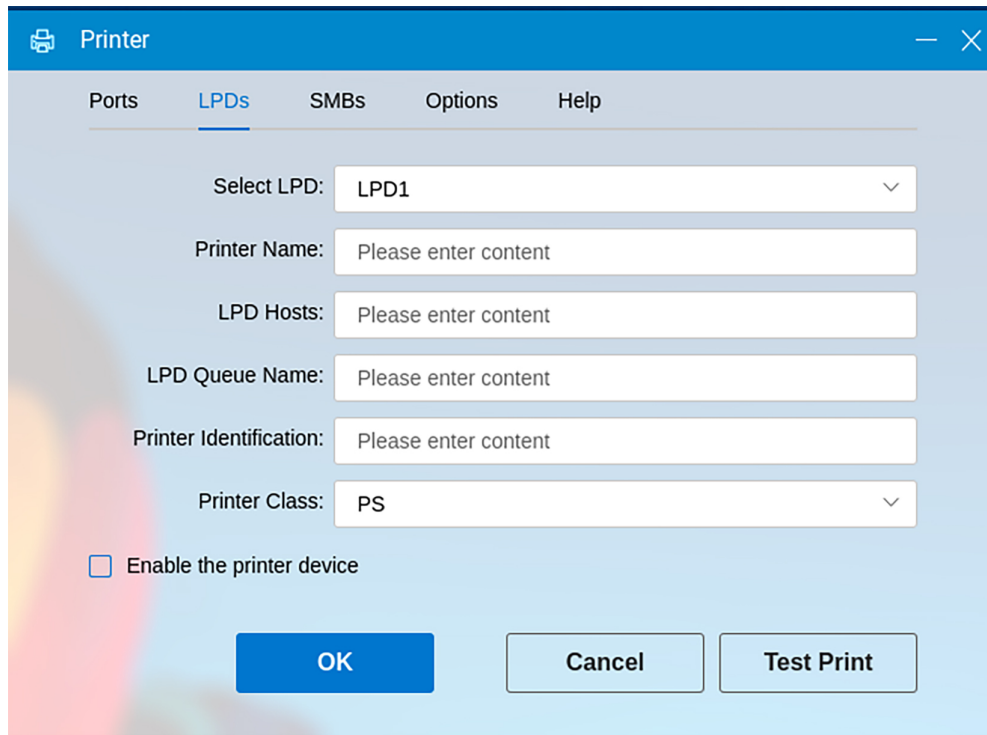 Printer
Ports LPDs SMBs Options Help
Select LPD: LPD1
Printer Name: Please enter content
LPD Hosts: Please enter content
LPD Queue Name: Please enter content
Printer Identification: Please enter content
Printer Class: PS
Enable the printer device
OK Cancel Test Print